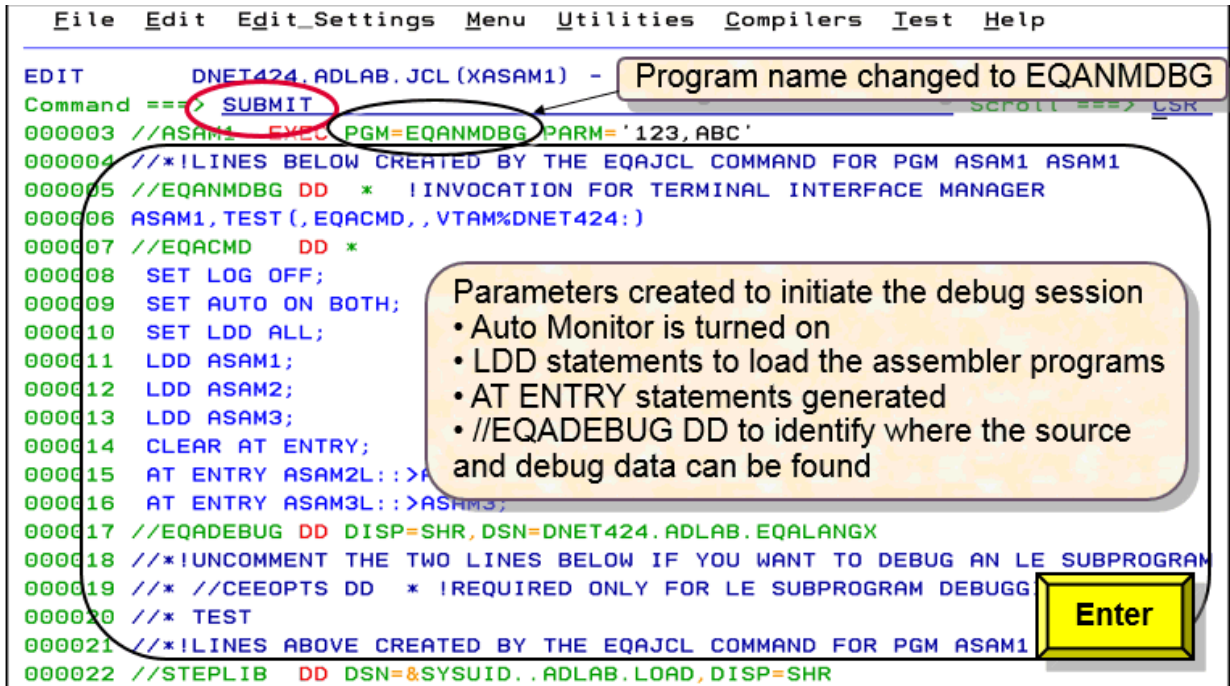 File Edit Edit_Settings Menu Utilities Compilers Test Help
EDIT DNET424.ADLAB.JCL(XASAM1) -
Program name changed to EQANMDBG
Command ===> SUBMIT Scroll ===> CSR
000003 //ASAM1 EXEC PGM=EQANMDBG PARM='123,ABC'
000004 //*!LINES BELOW CREATED BY THE EQAJCL COMMAND FOR PGM ASAM1 ASAM1
000005 //EQANMDBG DD * !INVOCATION FOR TERMINAL INTERFACE MANAGER
000006 ASAM1,TEST(,EQACMD,,VTAM%DNET424:)
000007 //EQACMD DD *
000008 SET LOG OFF;
000009 SET AUTO ON BOTH;
000010 SET LDD ALL;
000011 LDD ASAM1;
000012 LDD ASAM2;
000013 LDD ASAM3;
000014 CLEAR AT ENTRY;
000015 AT ENTRY ASAM2L::>
000016 AT ENTRY ASAM3L::>ASAM3;
Parameters created to initiate the debug session
• Auto Monitor is turned on
• LDD statements to load the assembler programs
• AT ENTRY statements generated
• //EQADEBUG DD to identify where the source
and debug data can be found
000017 //EQADEBUG DD DISP=SHR,DSN=DNET424.ADLAB.EQALANGX
000018 //*!UNCOMMENT THE TWO LINES BELOW IF YOU WANT TO DEBUG AN LE SUBPROGRAM
000019 //* //CEEOPTS DD * !REQUIRED ONLY FOR LE SUBPROGRAM DEBUGG
000020 //* TEST
000021 //*!LINES ABOVE CREATED BY THE EQAJCL COMMAND FOR PGM ASAM1
Enter
000022 //STEPLIB DD DSN=&SYSUID..ADLAB.LOAD,DISP=SHR